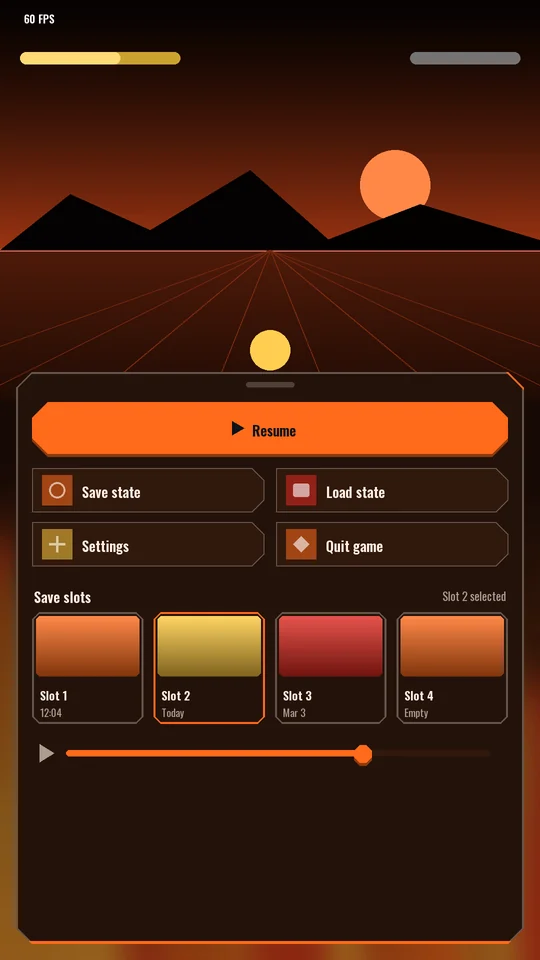 60 FPS
Resume
Save state
Load state
Settings
Quit game
Save slots
Slot 2 selected
Slot 1
12:04
Slot 2
Today
Slot 3
Mar 3
Slot 4
Empty